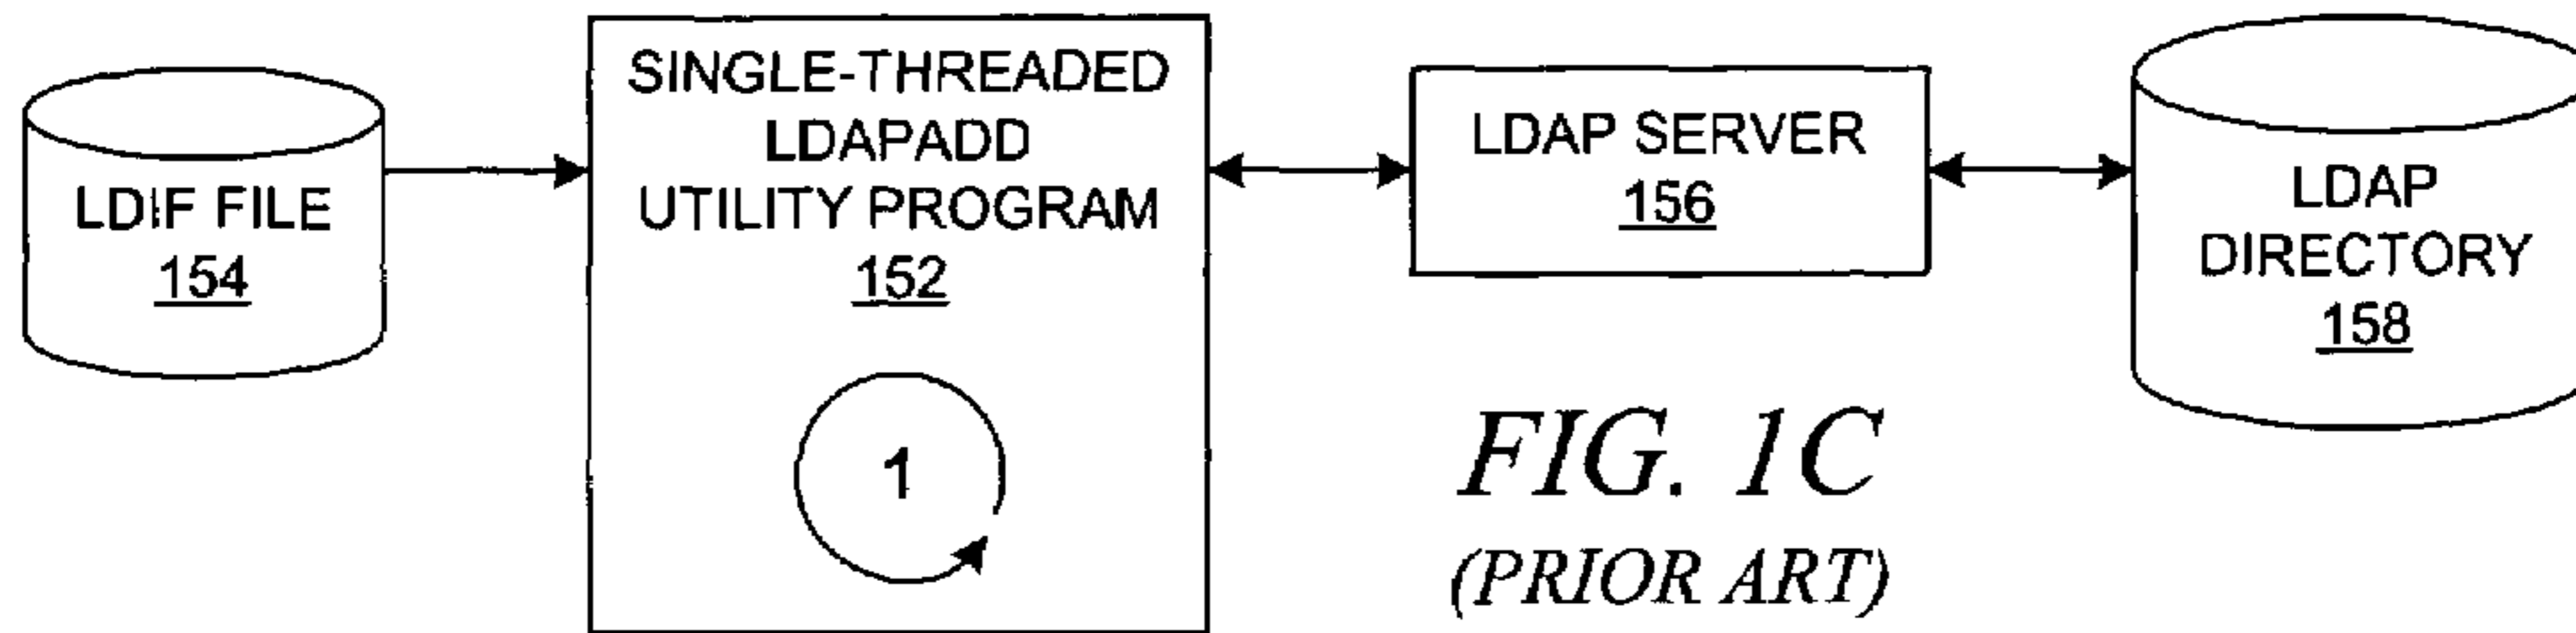 LDIF FILE
154
SINGLE-THREADED
LDAPADD
UTILITY PROGRAM
152
1
LDAP SERVER
156
LDAP
DIRECTORY
158
FIG. 1C
(PRIOR ART)